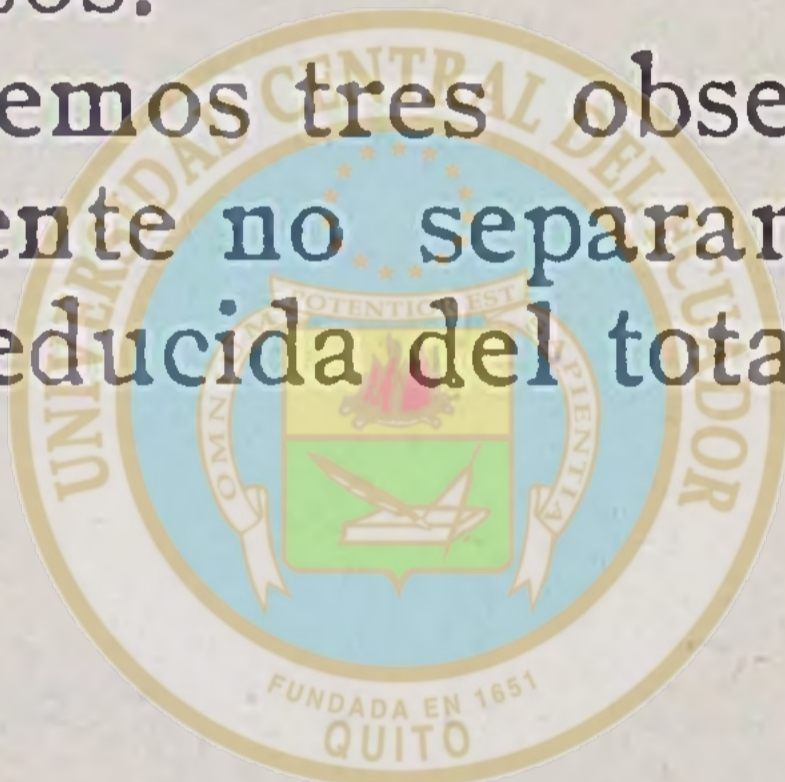 emos tres obse
ente no separar
educida del tota
UNIVERSIDAD CENTRAL DEL ECUADOR
OMNIUM POTENTIOR EST SAPIENTIA
FUNDADA EN 1651
QUITO